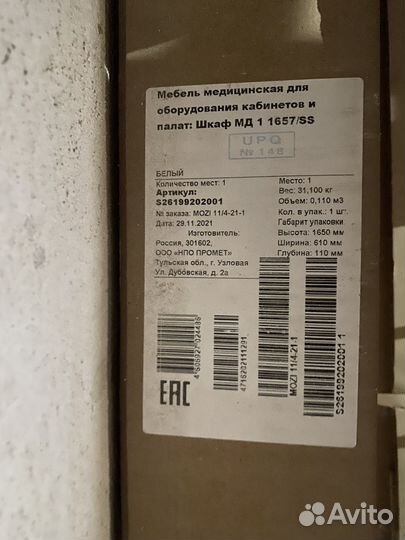 Мебель медицинская для
оборудования кабинетов и
палат: Шкаф МД 1 1657/SS
UPQ
№ 148
БЕЛЫЙ
Количество мест: 1
Место: 1
Артикул:
Вес: 31,100 кг
S26199202001
Объем: 0,110 м3
№ заказа: MOZI 11/4-21-1
Кол. в упак.: 1 шт
Дата: 29.11.2021
Габарит упаковки
Изготовитель:
Высота: 1650 мм
Россия, 301602,
Ширина: 610 мм
ООО «НПО ПРОМЕТ»
Глубина: 110 мм
Тульская обл., г. Узловая
Ул. Дубовская, д. 2а
4716202111291
MOZI 11/4-21-1
S26199202001 1
EAC
Avito